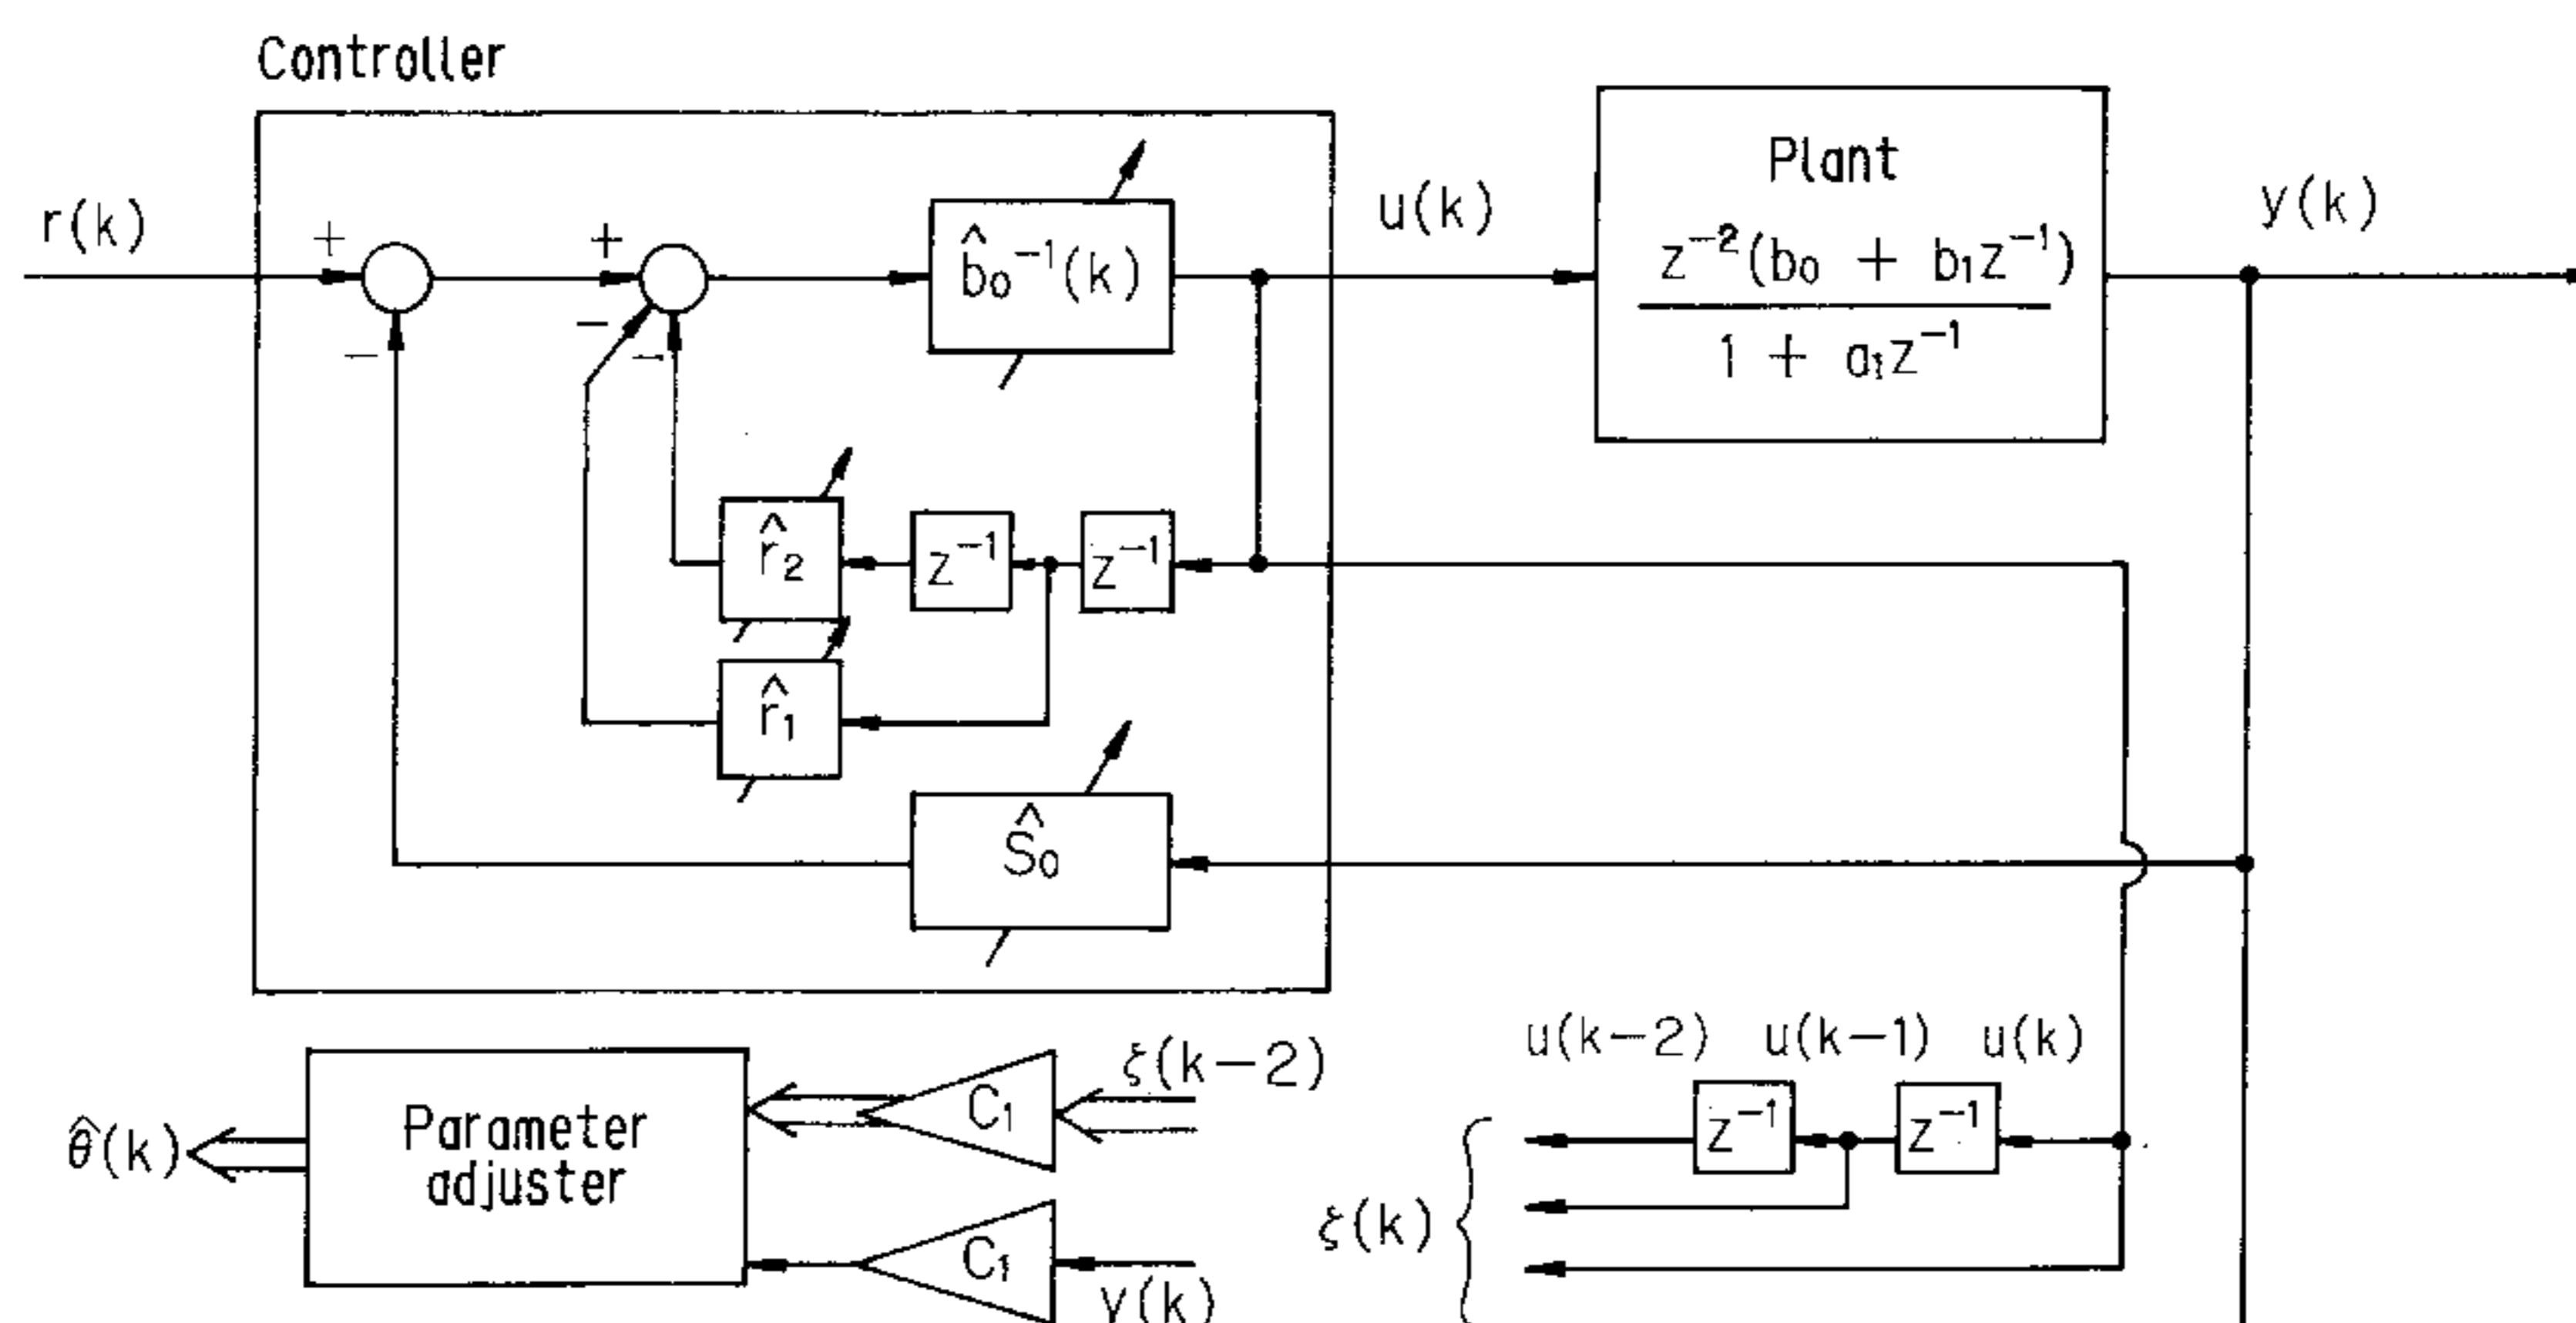 Controller
r(k)
+
−
+
−
−
b̂₀⁻¹(k)
u(k)
Plant
z⁻²(b₀ + b₁z⁻¹)
1 + a₁z⁻¹
y(k)
r̂₂
z⁻¹
z⁻¹
r̂₁
Ŝ₀
θ̂(k)
Parameter
adjuster
C₁
ξ(k−2)
C₁
y(k)
u(k−2)
u(k−1)
u(k)
z⁻¹
z⁻¹
ξ(k)